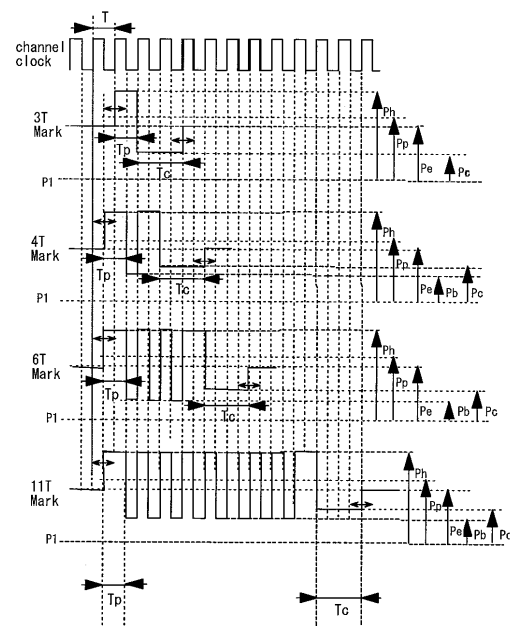 T
channel
clock
3T
Mark
Tp
Tc
P1
Ph
Pp
Pe
Pc
4T
Mark
Tp
Tc
P1
Ph
Pp
Pe
Pb
Pc
6T
Mark
Tp
Tc
P1
Ph
Pp
Pe
Pb
Pc
11T
Mark
P1
Ph
Pp
Pe
Pb
Pc
Tp
Tc